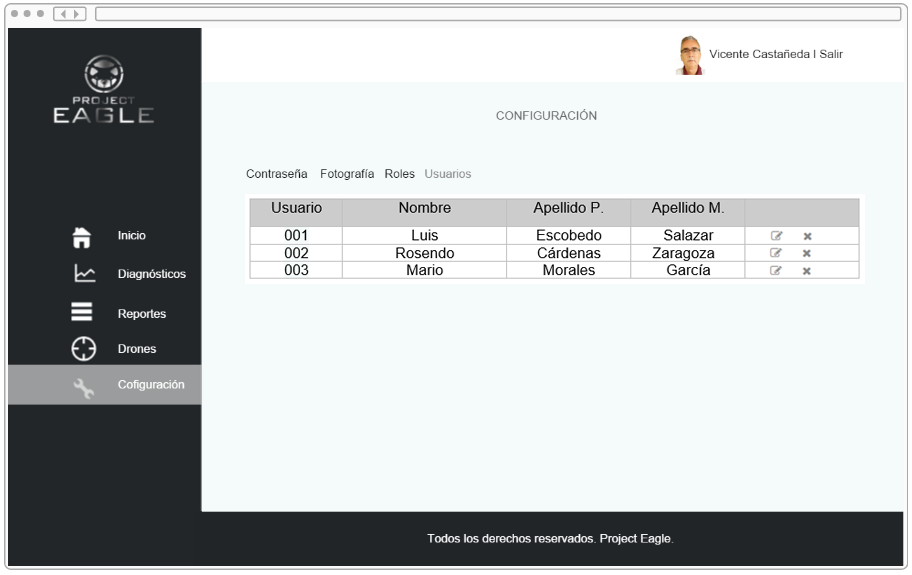 PROJECT
EAGLE
Vicente Castañeda I Salir
CONFIGURACIÓN
Inicio
Diagnósticos
Reportes
Drones
Cofiguración
Contraseña Fotografía Roles Usuarios
Usuario Nombre Apellido P. Apellido M.
001 Luis Escobedo Salazar
002 Rosendo Cárdenas Zaragoza
003 Mario Morales García
Todos los derechos reservados. Project Eagle.